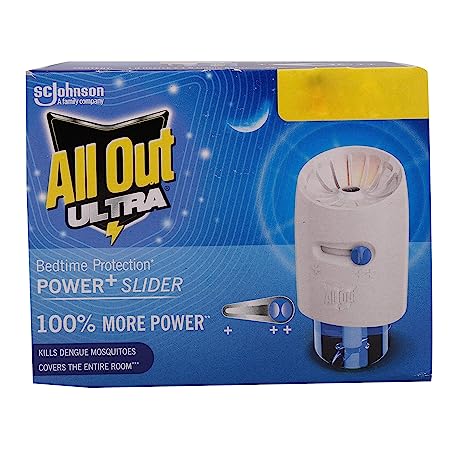 SC Johnson
A family company
All Out
ULTRA
Bedtime Protection*
POWER+ SLIDER
100% MORE POWER**
+ ++
KILLS DENGUE MOSQUITOES
COVERS THE ENTIRE ROOM***
+ ++
All Out